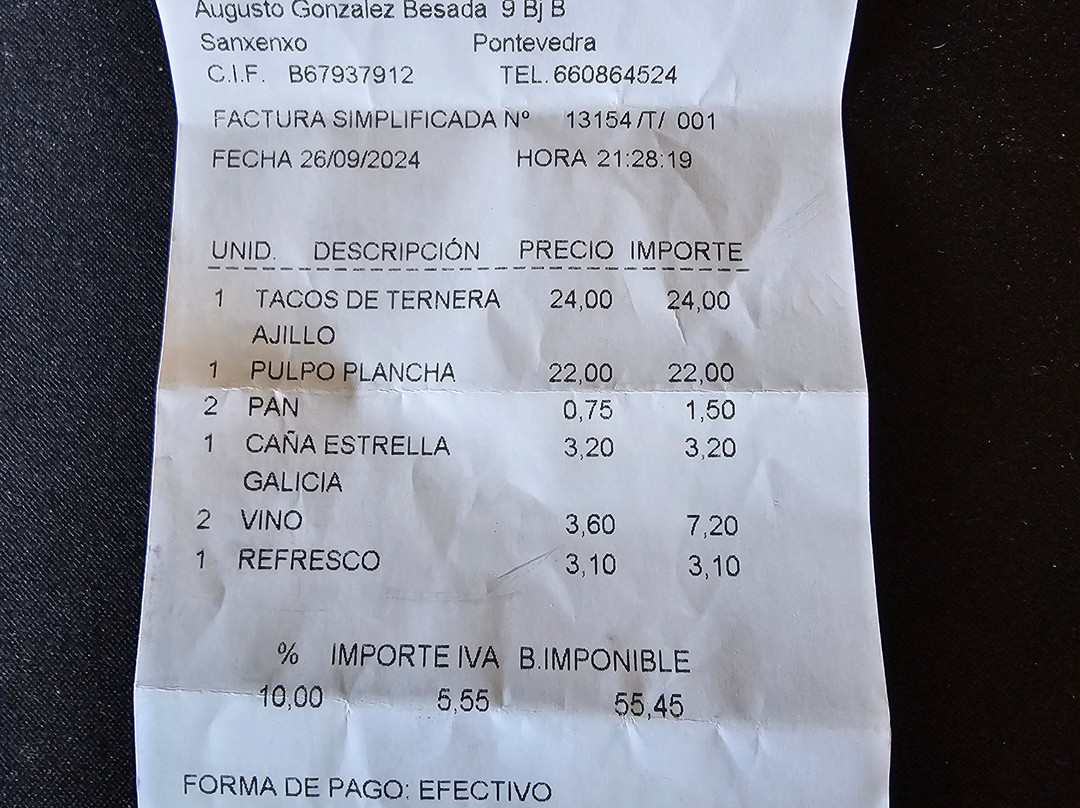 Augusto Gonzalez Besada 9 Bj B
Sanxenxo Pontevedra
C.I.F. B67937912 TEL. 660864524
FACTURA SIMPLIFICADA Nº 13154 /T/ 001
FECHA 26/09/2024 HORA 21:28:19
UNID. DESCRIPCIÓN PRECIO IMPORTE
1 TACOS DE TERNERA 24,00 24,00
AJILLO
1 PULPO PLANCHA 22,00 22,00
2 PAN 0,75 1,50
1 CAÑA ESTRELLA 3,20 3,20
GALICIA
2 VINO 3,60 7,20
1 REFRESCO 3,10 3,10
% IMPORTE IVA B.IMPONIBLE
10,00 5,55 55,45
FORMA DE PAGO: EFECTIVO